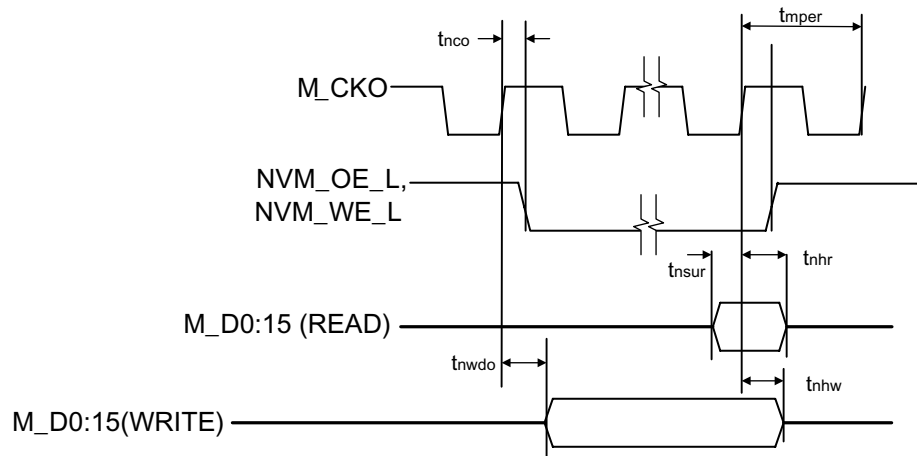 tmper
tnco
M_CKO
NVM_OE_L,
NVM_WE_L
tnsur
tnhr
M_D0:15 (READ)
tnwdo
tnhw
M_D0:15(WRITE)